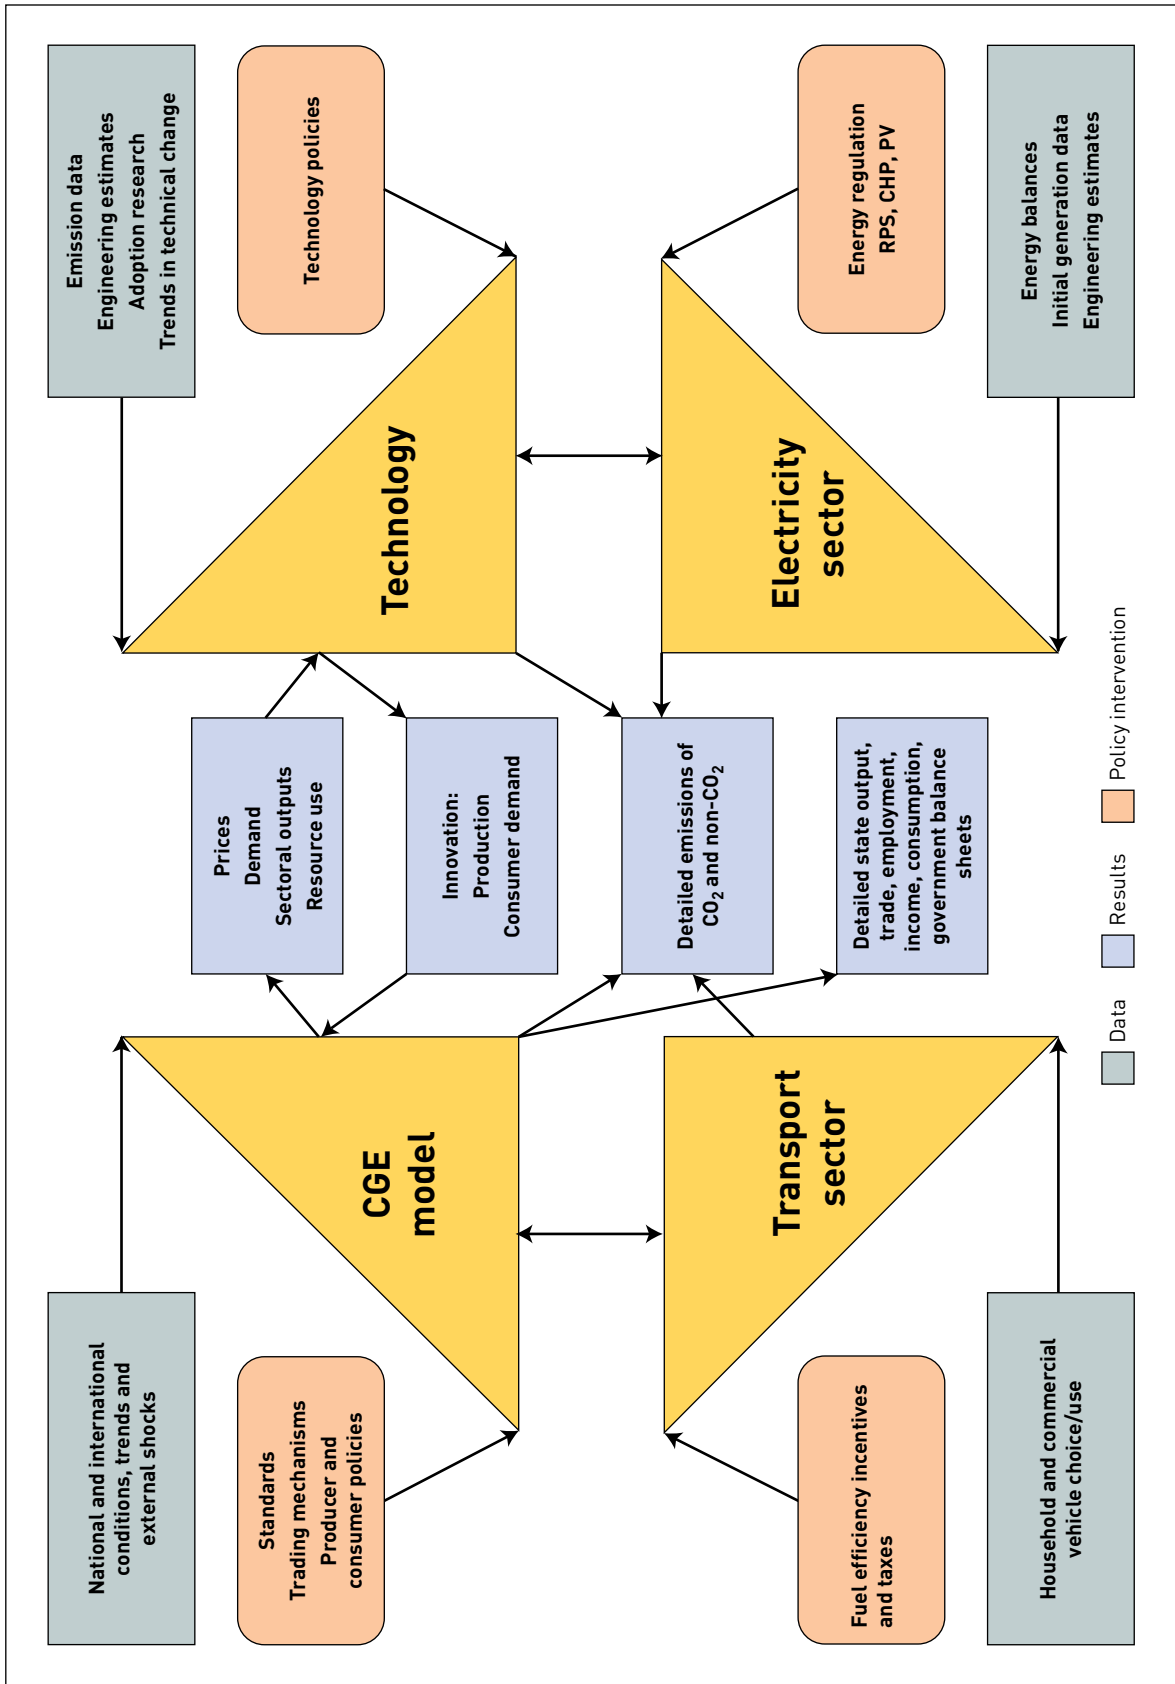 National and international
conditions, trends and
external shocks
Standards
Trading mechanisms
Producer and
consumer policies
CGE
model
Prices
Demand
Sectoral outputs
Resource use
Innovation:
Production
Consumer demand
Technology
Emission data
Engineering estimates
Adoption research
Trends in technical change
Technology policies
Fuel efficiency incentives
and taxes
Household and commercial
vehicle choice/use
Transport
sector
Detailed emissions of
CO₂ and non-CO₂
Detailed state output,
trade, employment,
income, consumption,
government balance
sheets
Electricity
sector
Energy regulation
RPS, CHP, PV
Energy balances
Initial generation data
Engineering estimates
Data
Results
Policy intervention